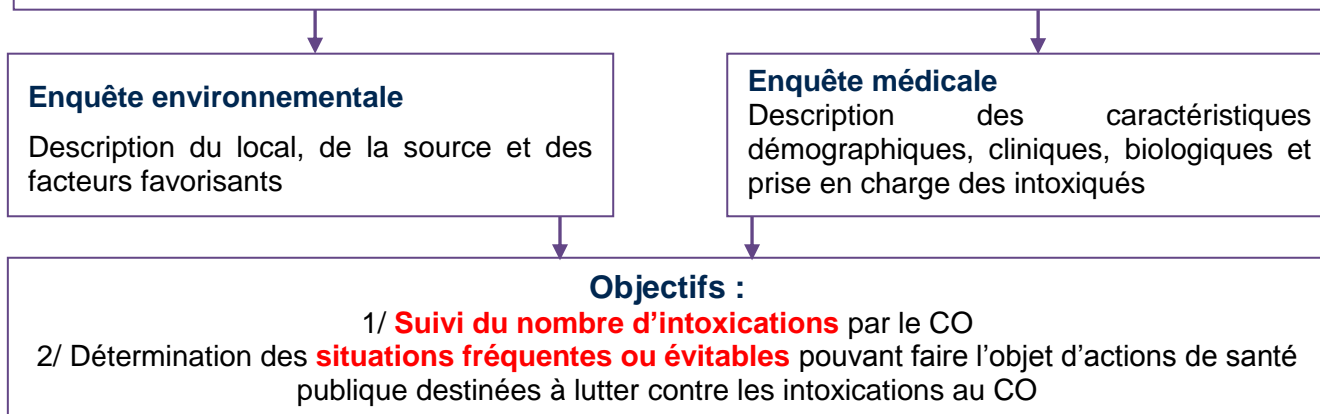 Enquête environnementale
Description du local, de la source et des
facteurs favorisants
Enquête médicale
Description des caractéristiques
démographiques, cliniques, biologiques et
prise en charge des intoxiqués
Objectifs :
1/ Suivi du nombre d’intoxications par le CO
2/ Détermination des situations fréquentes ou évitables pouvant faire l’objet d’actions de santé
publique destinées à lutter contre les intoxications au CO